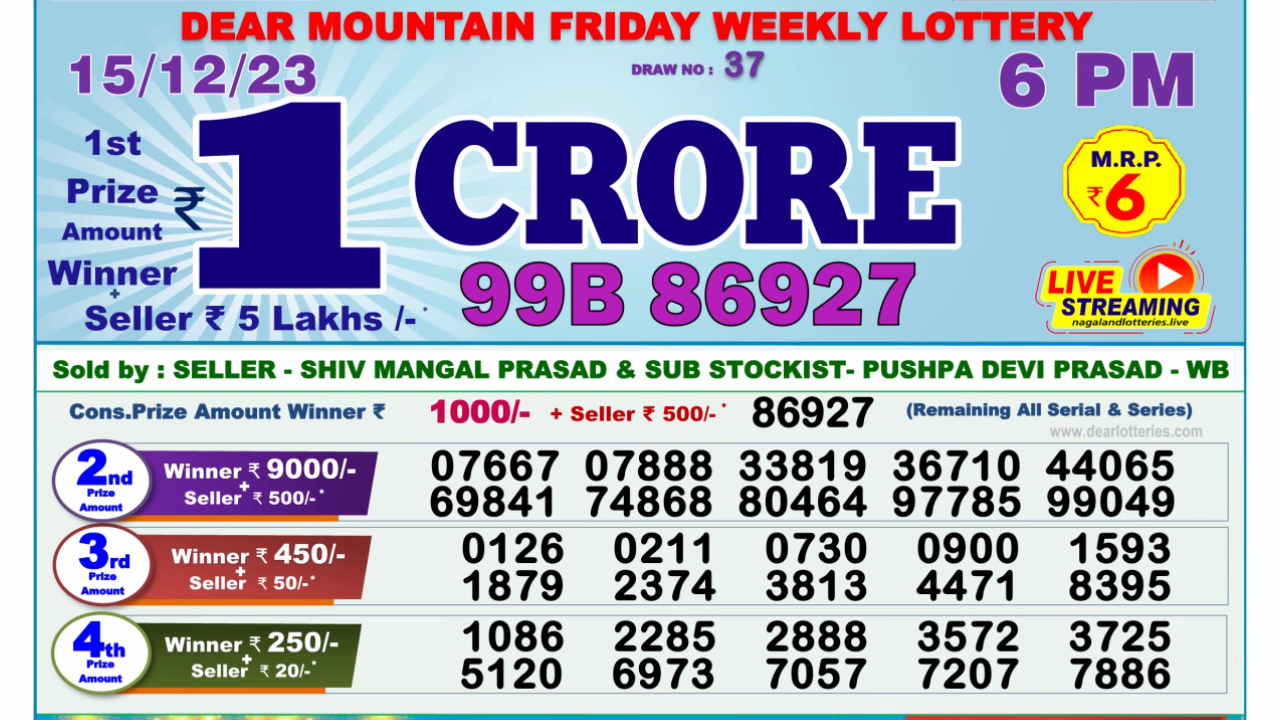 DEAR MOUNTAIN FRIDAY WEEKLY LOTTERY
15/12/23
DRAW NO : 37
6 PM
1st
Prize
Amount
Winner
+
Seller ₹ 5 Lakhs /-*
₹ 1 CRORE
99B 86927
M.R.P.
₹6
LIVE
STREAMING
nagalandlotteries.live
Sold by : SELLER - SHIV MANGAL PRASAD & SUB STOCKIST- PUSHPA DEVI PRASAD - WB
Cons.Prize Amount Winner ₹ 1000/- + Seller ₹ 500/-* 86927 (Remaining All Serial & Series)
www.dearlotteries.com
2nd
Prize
Amount
Winner ₹ 9000/-
+
Seller ₹ 500/-*
07667 07888 33819 36710 44065
69841 74868 80464 97785 99049
3rd
Prize
Amount
Winner ₹ 450/-
+
Seller ₹ 50/-*
0126 0211 0730 0900 1593
1879 2374 3813 4471 8395
4th
Prize
Amount
Winner ₹ 250/-
+
Seller ₹ 20/-*
1086 2285 2888 3572 3725
5120 6973 7057 7207 7886